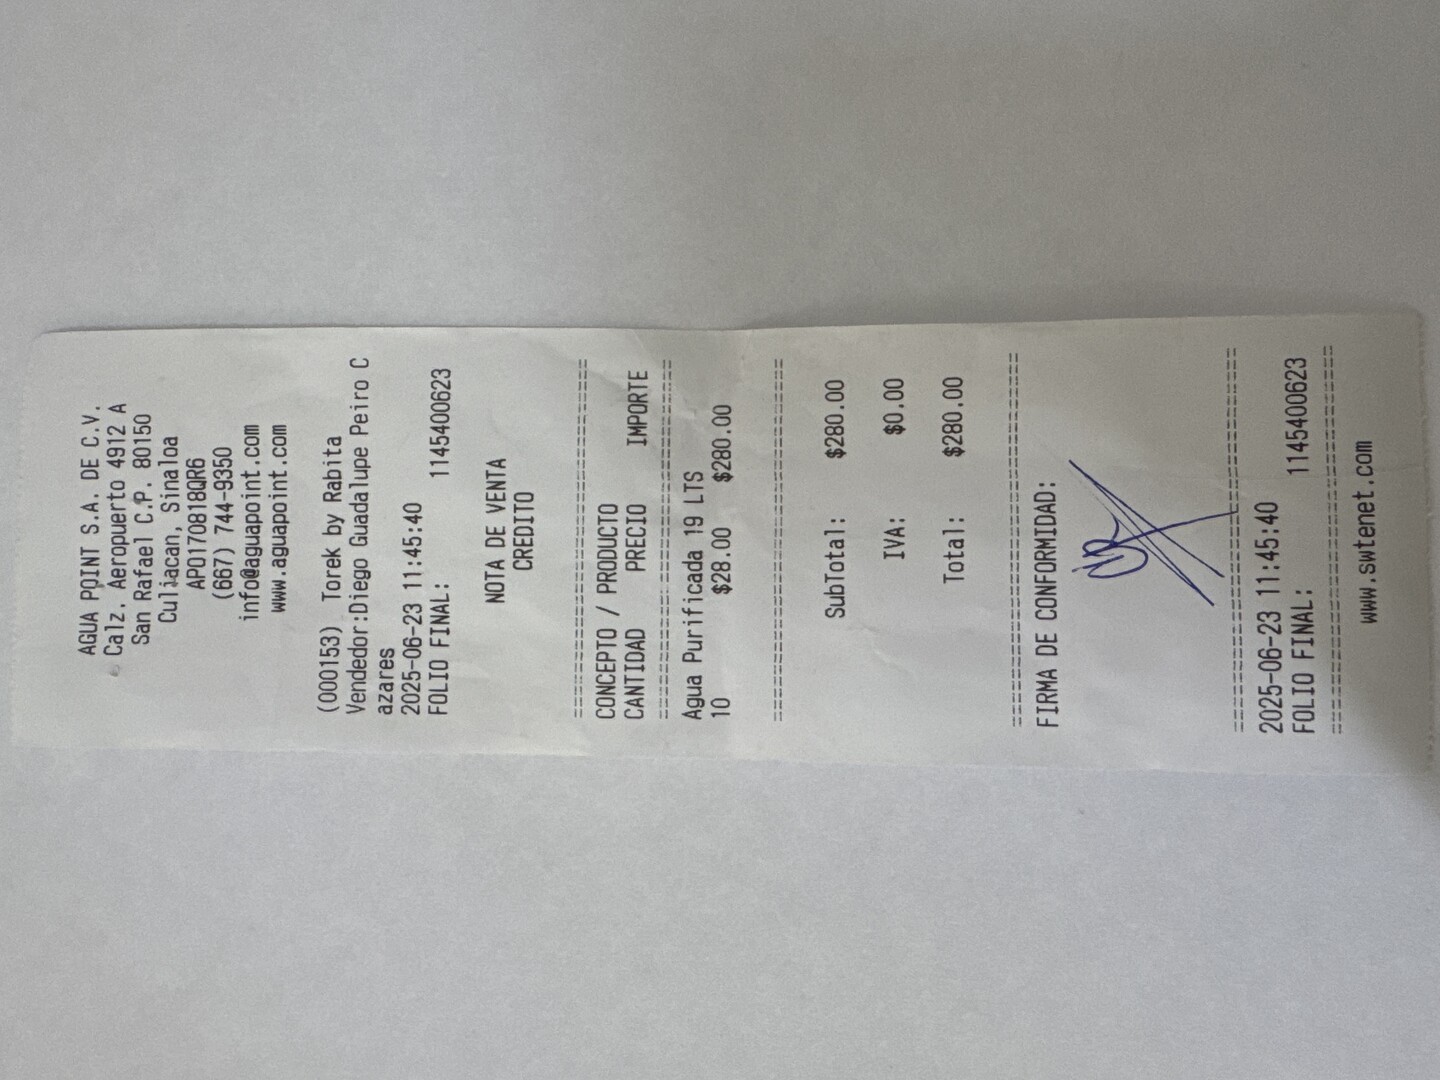 AGUA POINT S.A. DE C.V.
Calz. Aeropuerto 4912 A
San Rafael C.P. 80150
Culiacan, Sinaloa
APO170818QR6
(667) 744-9350
info@aguapoint.com
www.aguapoint.com
(000153) Torek by Rabita
Vendedor:Diego Guadalupe Peiro C
azares
2025-06-23 11:45:40
FOLIO FINAL: 1145400623
NOTA DE VENTA
CREDITO
================================
CONCEPTO / PRODUCTO
CANTIDAD PRECIO IMPORTE
================================
Agua Purificada 19 LTS
10 $28.00 $280.00
================================
SubTotal: $280.00
IVA: $0.00
Total: $280.00
================================
FIRMA DE CONFORMIDAD:
================================
2025-06-23 11:45:40
FOLIO FINAL: 1145400623
================================
www.swtenet.com